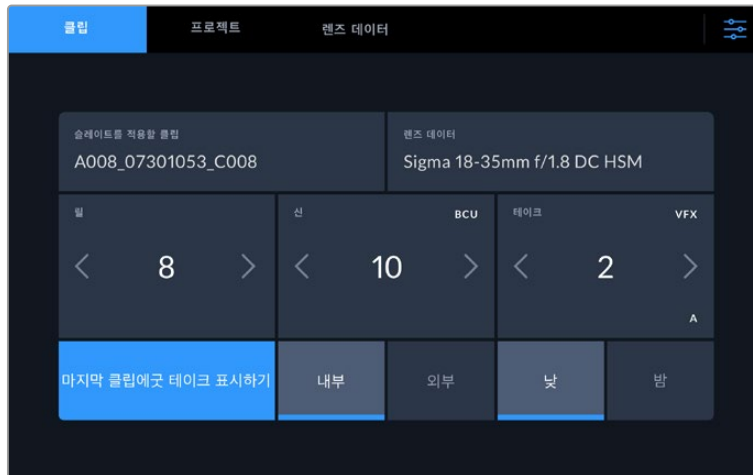 클립 프로젝트 렌즈 데이터
슬레이트를 적용할 클립 렌즈 데이터
A008_07301053_C008 Sigma 18-35mm f/1.8 DC HSM
릴 신 BCU 테이크 VFX
8 10 2
A
마지막 클립에굿 테이크 표시하기 내부 외부 낮 밤